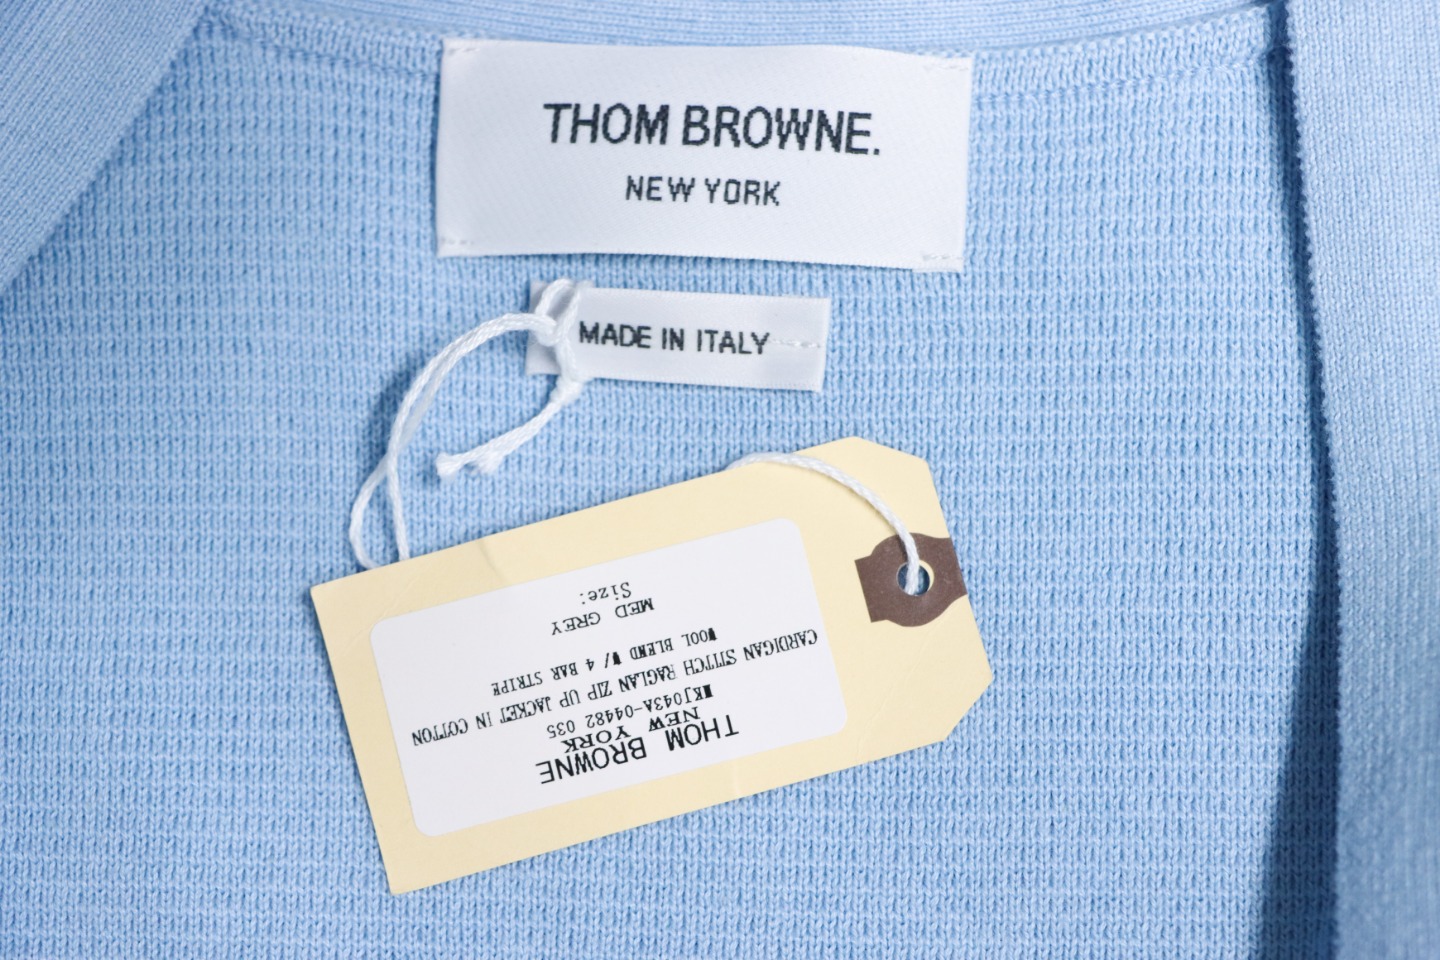 THOM BROWNE.
NEW YORK
MADE IN ITALY
THOM BROWNE
NEW YORK
MKJ043A-04482 035
CARDIGAN STITCH RAGLAN ZIP UP JACKET IN COTTON
WOOL BLEND W/ 4 BAR STRIPE
MED GREY
Size: